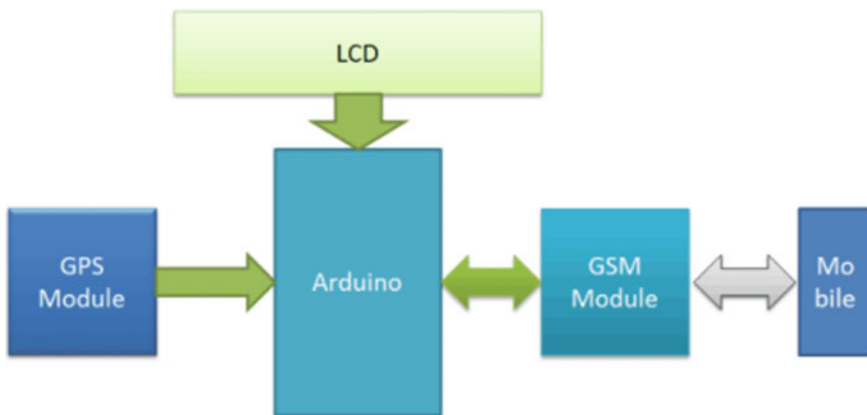 LCD
GPS
Module
Arduino
GSM
Module
Mo
bile